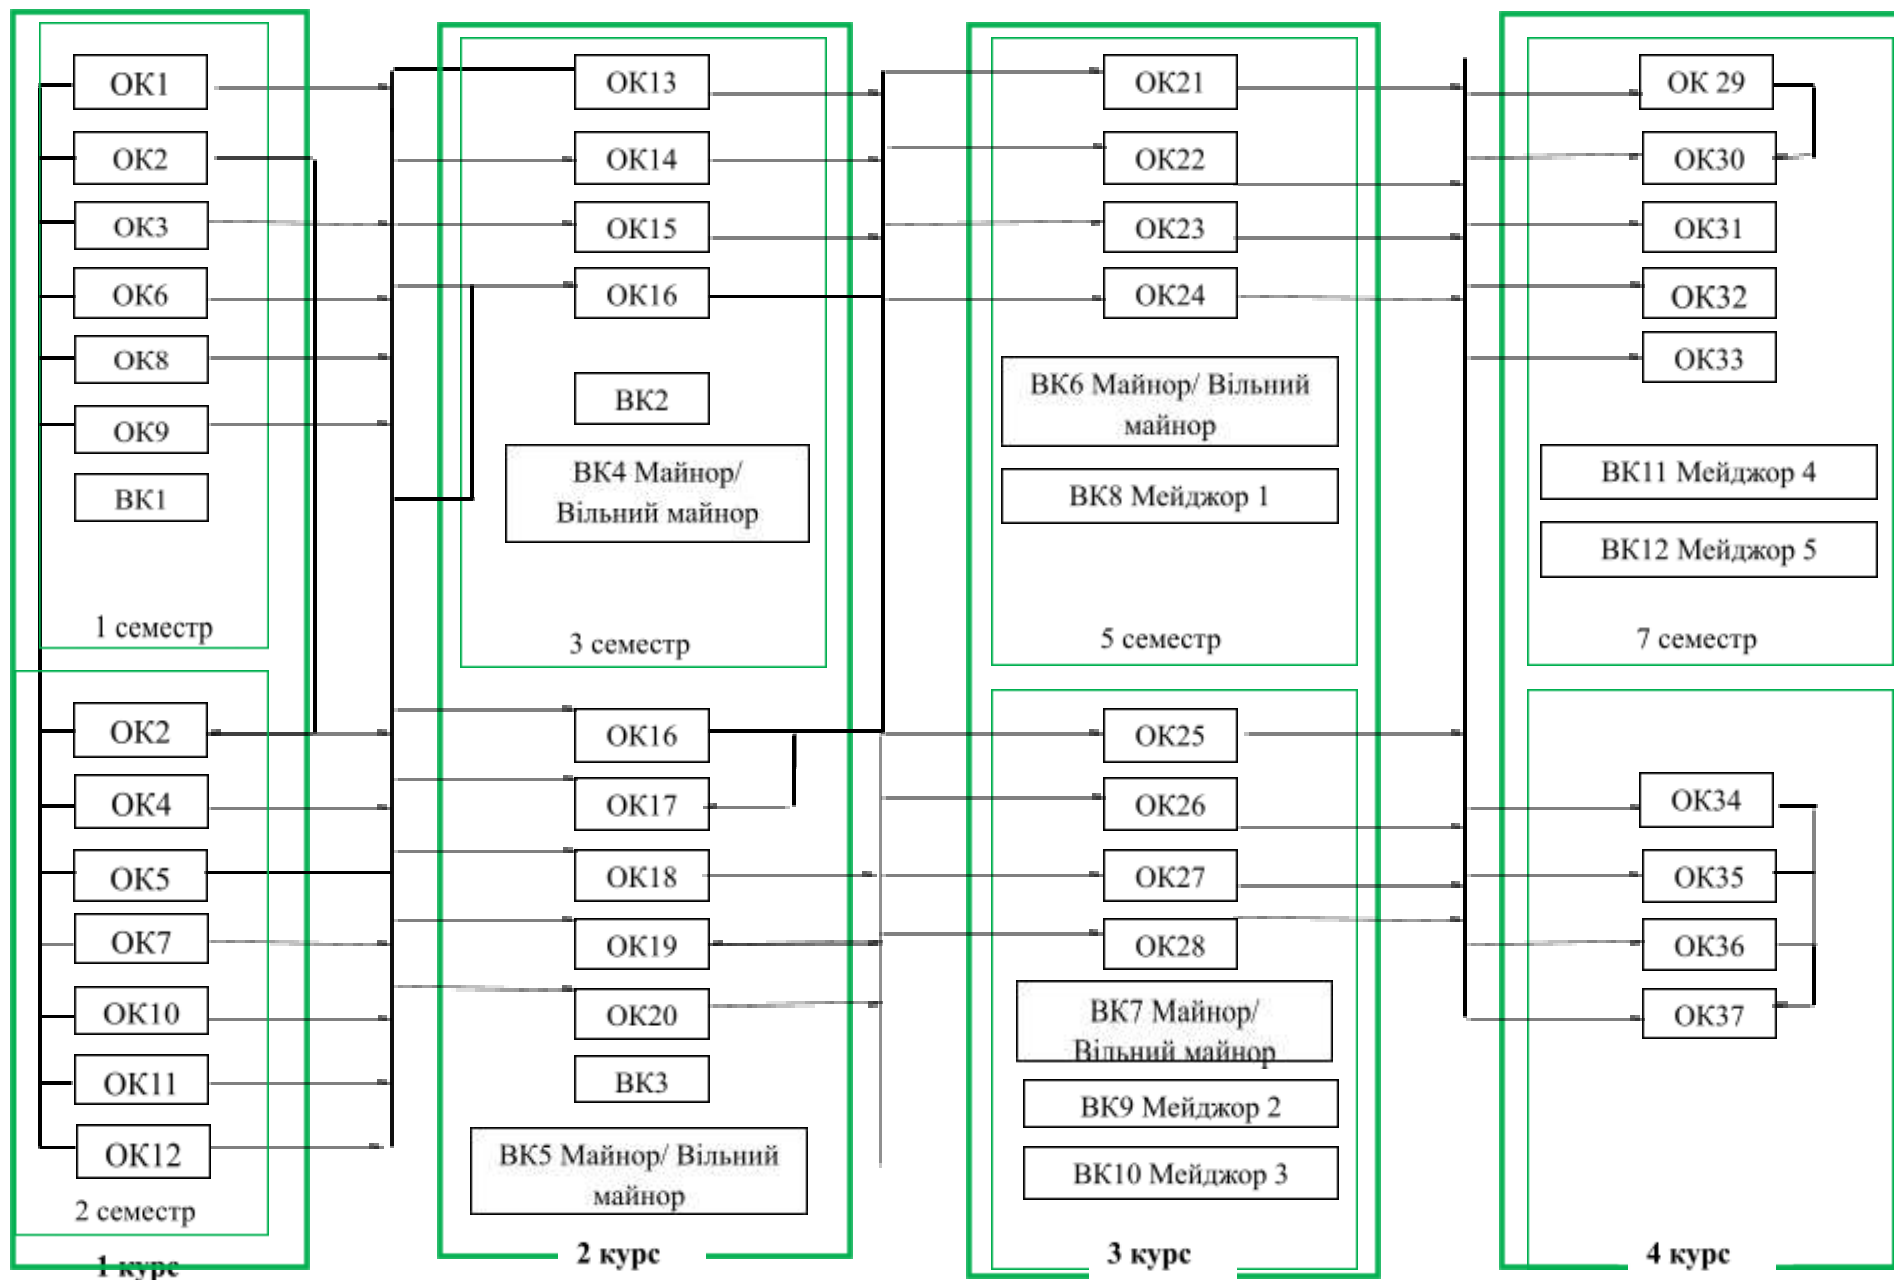 ОК1
ОК2
ОК3
ОК6
ОК8
ОК9
ВК1
1 семестр
ОК2
ОК4
ОК5
ОК7
ОК10
ОК11
ОК12
2 семестр
1 курс
ОК13
ОК14
ОК15
ОК16
ВК2
ВК4 Майнор/
Вільний майнор
3 семестр
ОК16
ОК17
ОК18
ОК19
ОК20
ВК3
ВК5 Майнор/ Вільний
майнор
2 курс
ОК21
ОК22
ОК23
ОК24
ВК6 Майнор/ Вільний
майнор
ВК8 Мейджор 1
5 семестр
ОК25
ОК26
ОК27
ОК28
ВК7 Майнор/
Вільний майнор
ВК9 Мейджор 2
ВК10 Мейджор 3
3 курс
ОК 29
ОК30
ОК31
ОК32
ОК33
ВК11 Мейджор 4
ВК12 Мейджор 5
7 семестр
ОК34
ОК35
ОК36
ОК37
4 курс